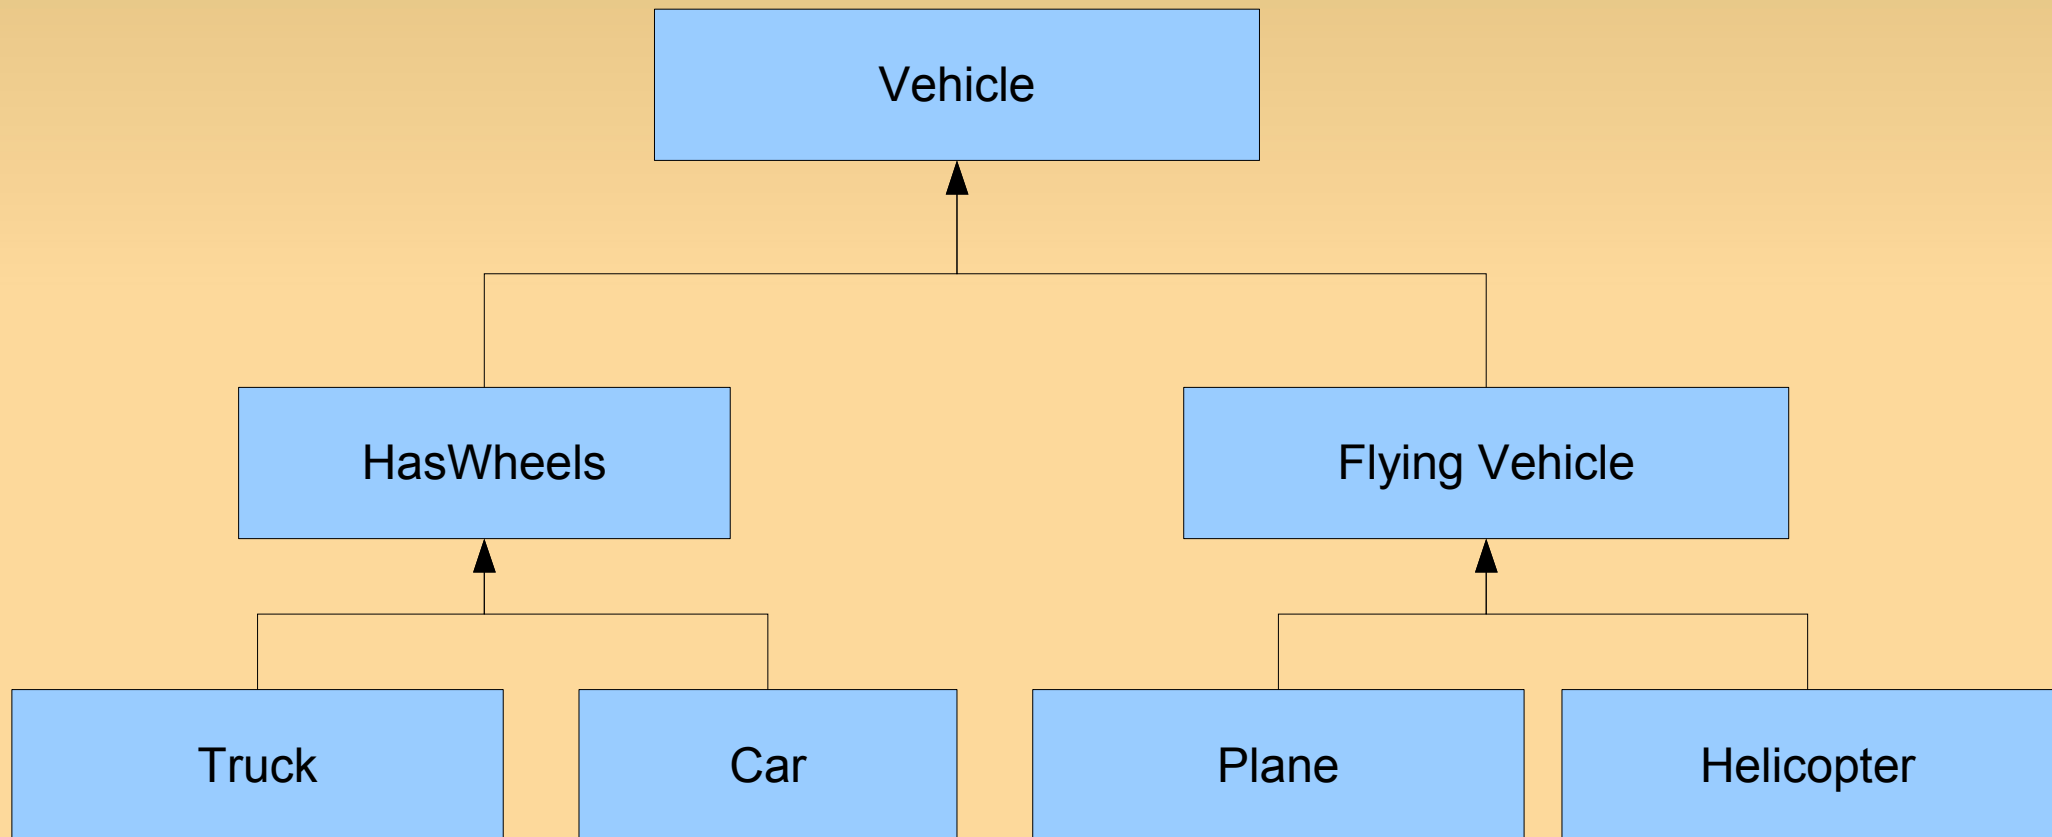 Vehicle
HasWheels
Flying Vehicle
Truck
Car
Plane
Helicopter